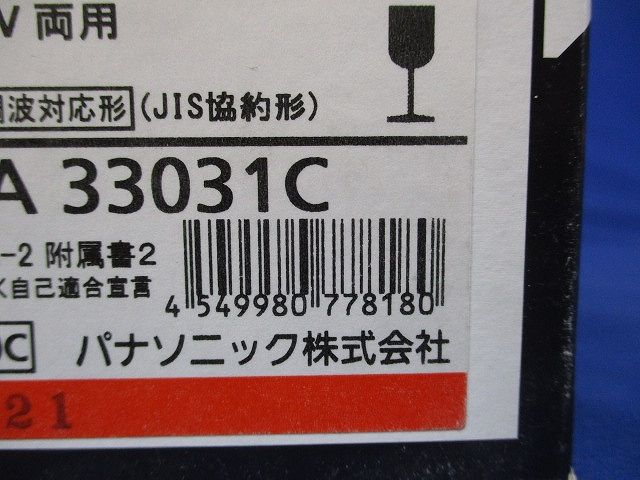 V 両用
波対応形 (JIS協約形)
A 33031C
-2 附属書2
く自己適合宣言
4 549980 778180
C パナソニック株式会社
21